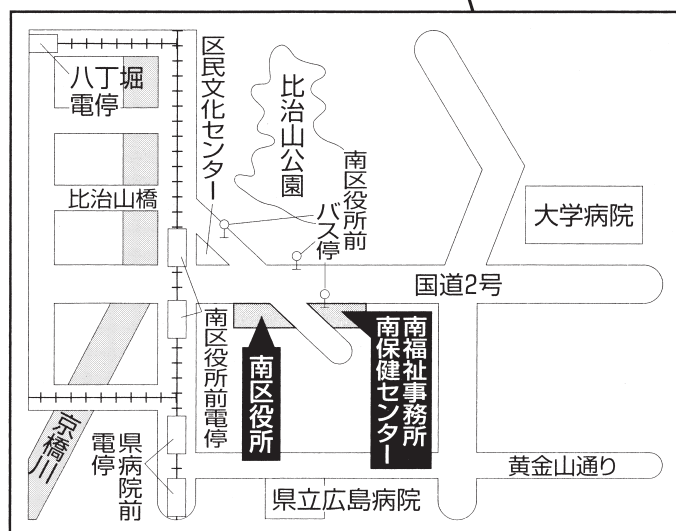 八丁堀
電停
区民文化センター
比治山公園
南区役所前
バス停
比治山橋
大学病院
国道2号
南区役所前電停
南区役所
南福祉事務所
南保健センター
京橋川
県病院前
電停
黄金山通り
県立広島病院